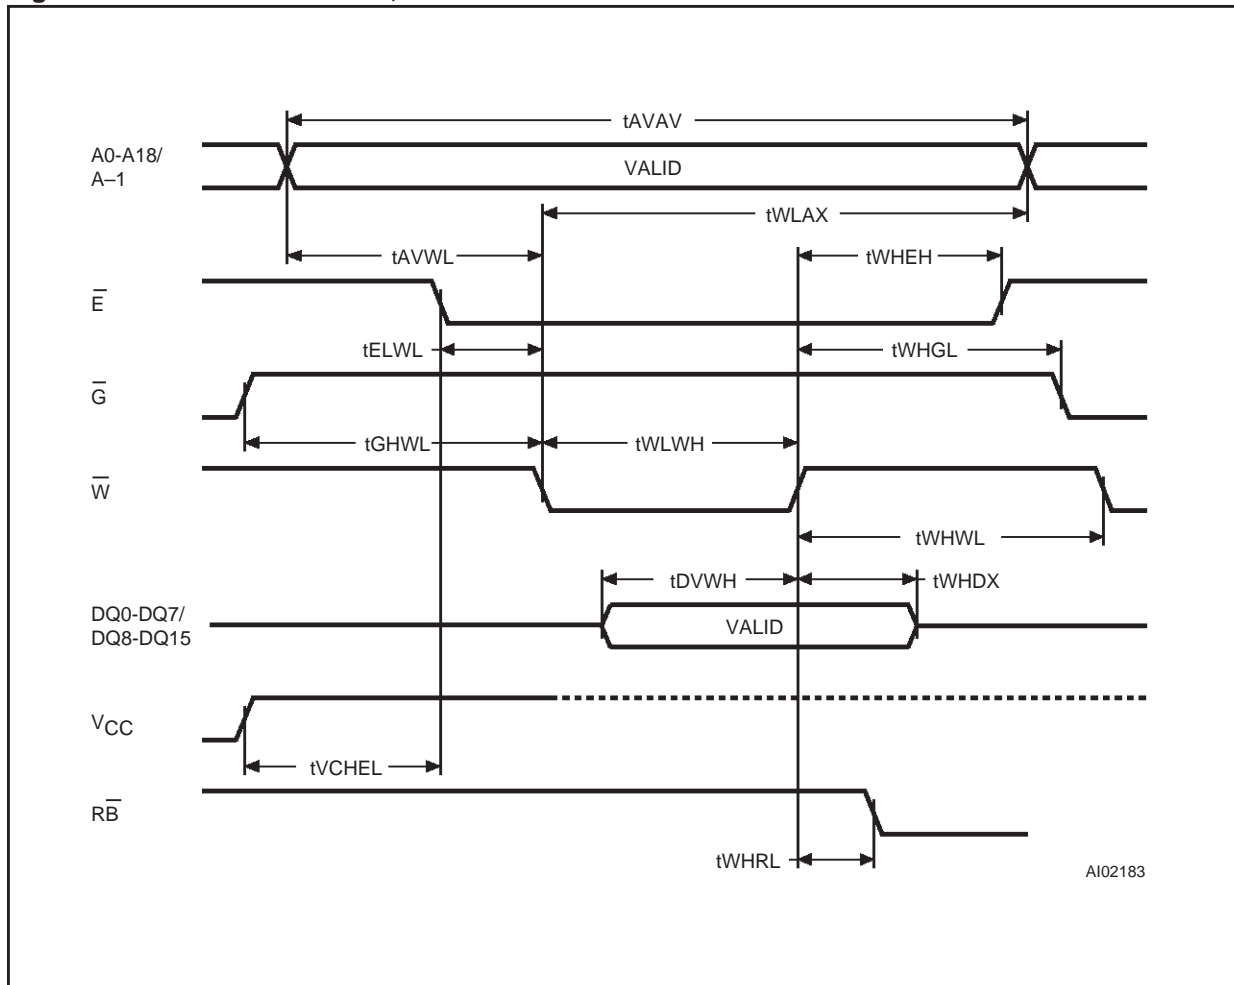 tAVAV
A0-A18/
A–1
VALID
tWLAX
tAVWL
tWHEH
E̅
tELWL
tWHGL
G̅
tGHWL
tWLWH
W̅
tWHWL
tDVWH
tWHDX
DQ0-DQ7/
DQ8-DQ15
VALID
VCC
tVCHEL
RB̅
tWHRL
AI02183